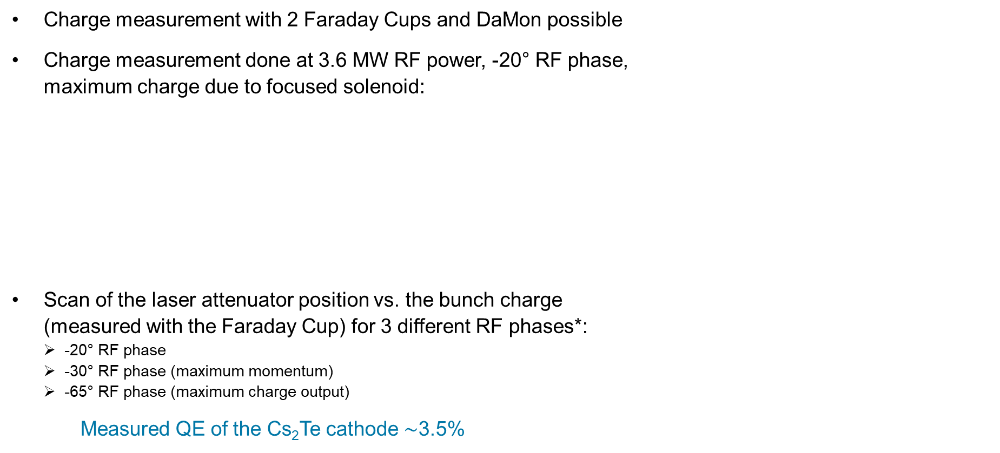 • Charge measurement with 2 Faraday Cups and DaMon possible
• Charge measurement done at 3.6 MW RF power, -20° RF phase,
maximum charge due to focused solenoid:
• Scan of the laser attenuator position vs. the bunch charge
(measured with the Faraday Cup) for 3 different RF phases*:
➢ -20° RF phase
➢ -30° RF phase (maximum momentum)
➢ -65° RF phase (maximum charge output)
Measured QE of the Cs₂Te cathode ~3.5%